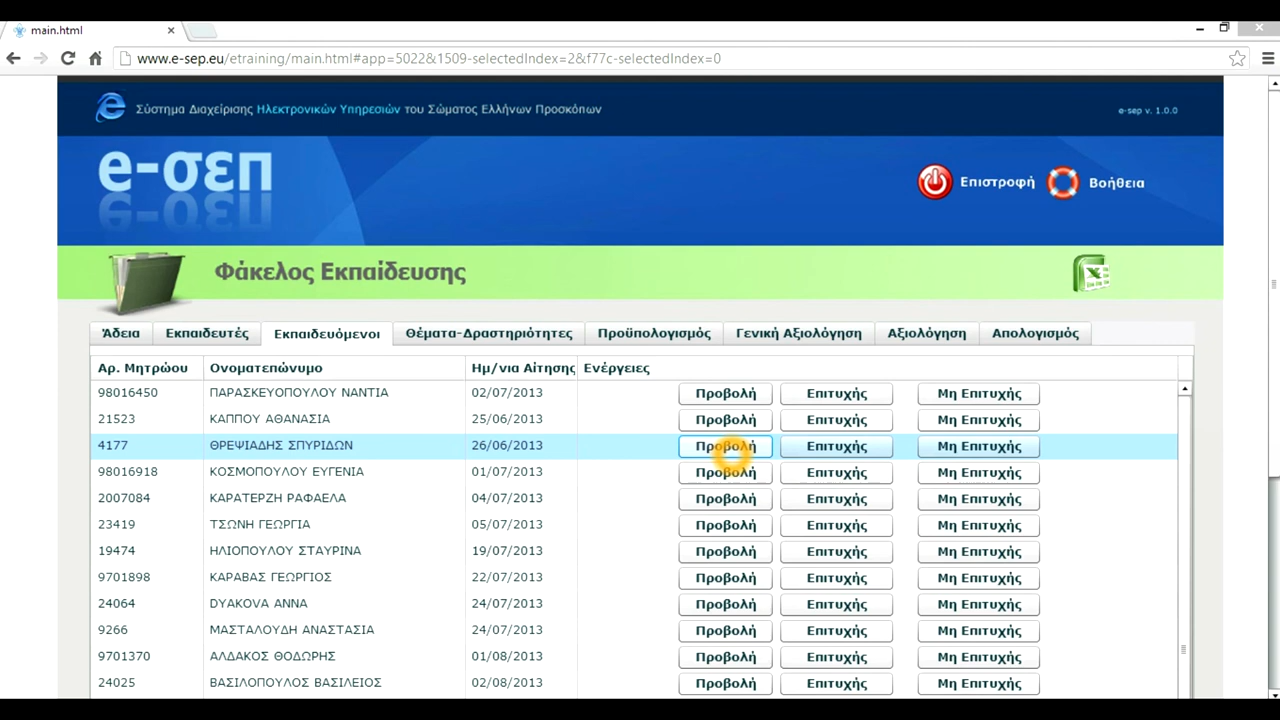 main.html
www.e-sep.eu/etraining/main.html#app=5022&1509-selectedIndex=2&f77c-selectedIndex=0
Σύστημα Διαχείρισης Ηλεκτρονικών Υπηρεσιών του Σώματος Ελλήνων Προσκόπων
e-sep v. 1.0.0
e-σεπ
Επιστροφή Βοήθεια
Φάκελος Εκπαίδευσης
Άδεια Εκπαιδευτές Εκπαιδευόμενοι Θέματα-Δραστηριότητες Προϋπολογισμός Γενική Αξιολόγηση Αξιολόγηση Απολογισμός
Αρ. Μητρώου Ονοματεπώνυμο Ημ/νια Αίτησης Ενέργειες
98016450 ΠΑΡΑΣΚΕΥΟΠΟΥΛΟΥ ΝΑΝΤΙΑ 02/07/2013 Προβολή Επιτυχής Μη Επιτυχής
21523 ΚΑΠΠΟΥ ΑΘΑΝΑΣΙΑ 25/06/2013 Προβολή Επιτυχής Μη Επιτυχής
4177 ΘΡΕΨΙΑΔΗΣ ΣΠΥΡΙΔΩΝ 26/06/2013 Προβολή Επιτυχής Μη Επιτυχής
98016918 ΚΟΣΜΟΠΟΥΛΟΥ ΕΥΓΕΝΙΑ 01/07/2013 Προβολή Επιτυχής Μη Επιτυχής
2007084 ΚΑΡΑΤΕΡΖΗ ΡΑΦΑΕΛΑ 04/07/2013 Προβολή Επιτυχής Μη Επιτυχής
23419 ΤΣΩΝΗ ΓΕΩΡΓΙΑ 05/07/2013 Προβολή Επιτυχής Μη Επιτυχής
19474 ΗΛΙΟΠΟΥΛΟΥ ΣΤΑΥΡΙΝΑ 19/07/2013 Προβολή Επιτυχής Μη Επιτυχής
9701898 ΚΑΡΑΒΑΣ ΓΕΩΡΓΙΟΣ 22/07/2013 Προβολή Επιτυχής Μη Επιτυχής
24064 DYAKOVA ANNA 24/07/2013 Προβολή Επιτυχής Μη Επιτυχής
9266 ΜΑΣΤΑΛΟΥΔΗ ΑΝΑΣΤΑΣΙΑ 24/07/2013 Προβολή Επιτυχής Μη Επιτυχής
9701370 ΑΛΔΑΚΟΣ ΘΟΔΩΡΗΣ 01/08/2013 Προβολή Επιτυχής Μη Επιτυχής
24025 ΒΑΣΙΛΟΠΟΥΛΟΣ ΒΑΣΙΛΕΙΟΣ 02/08/2013 Προβολή Επιτυχής Μη Επιτυχής